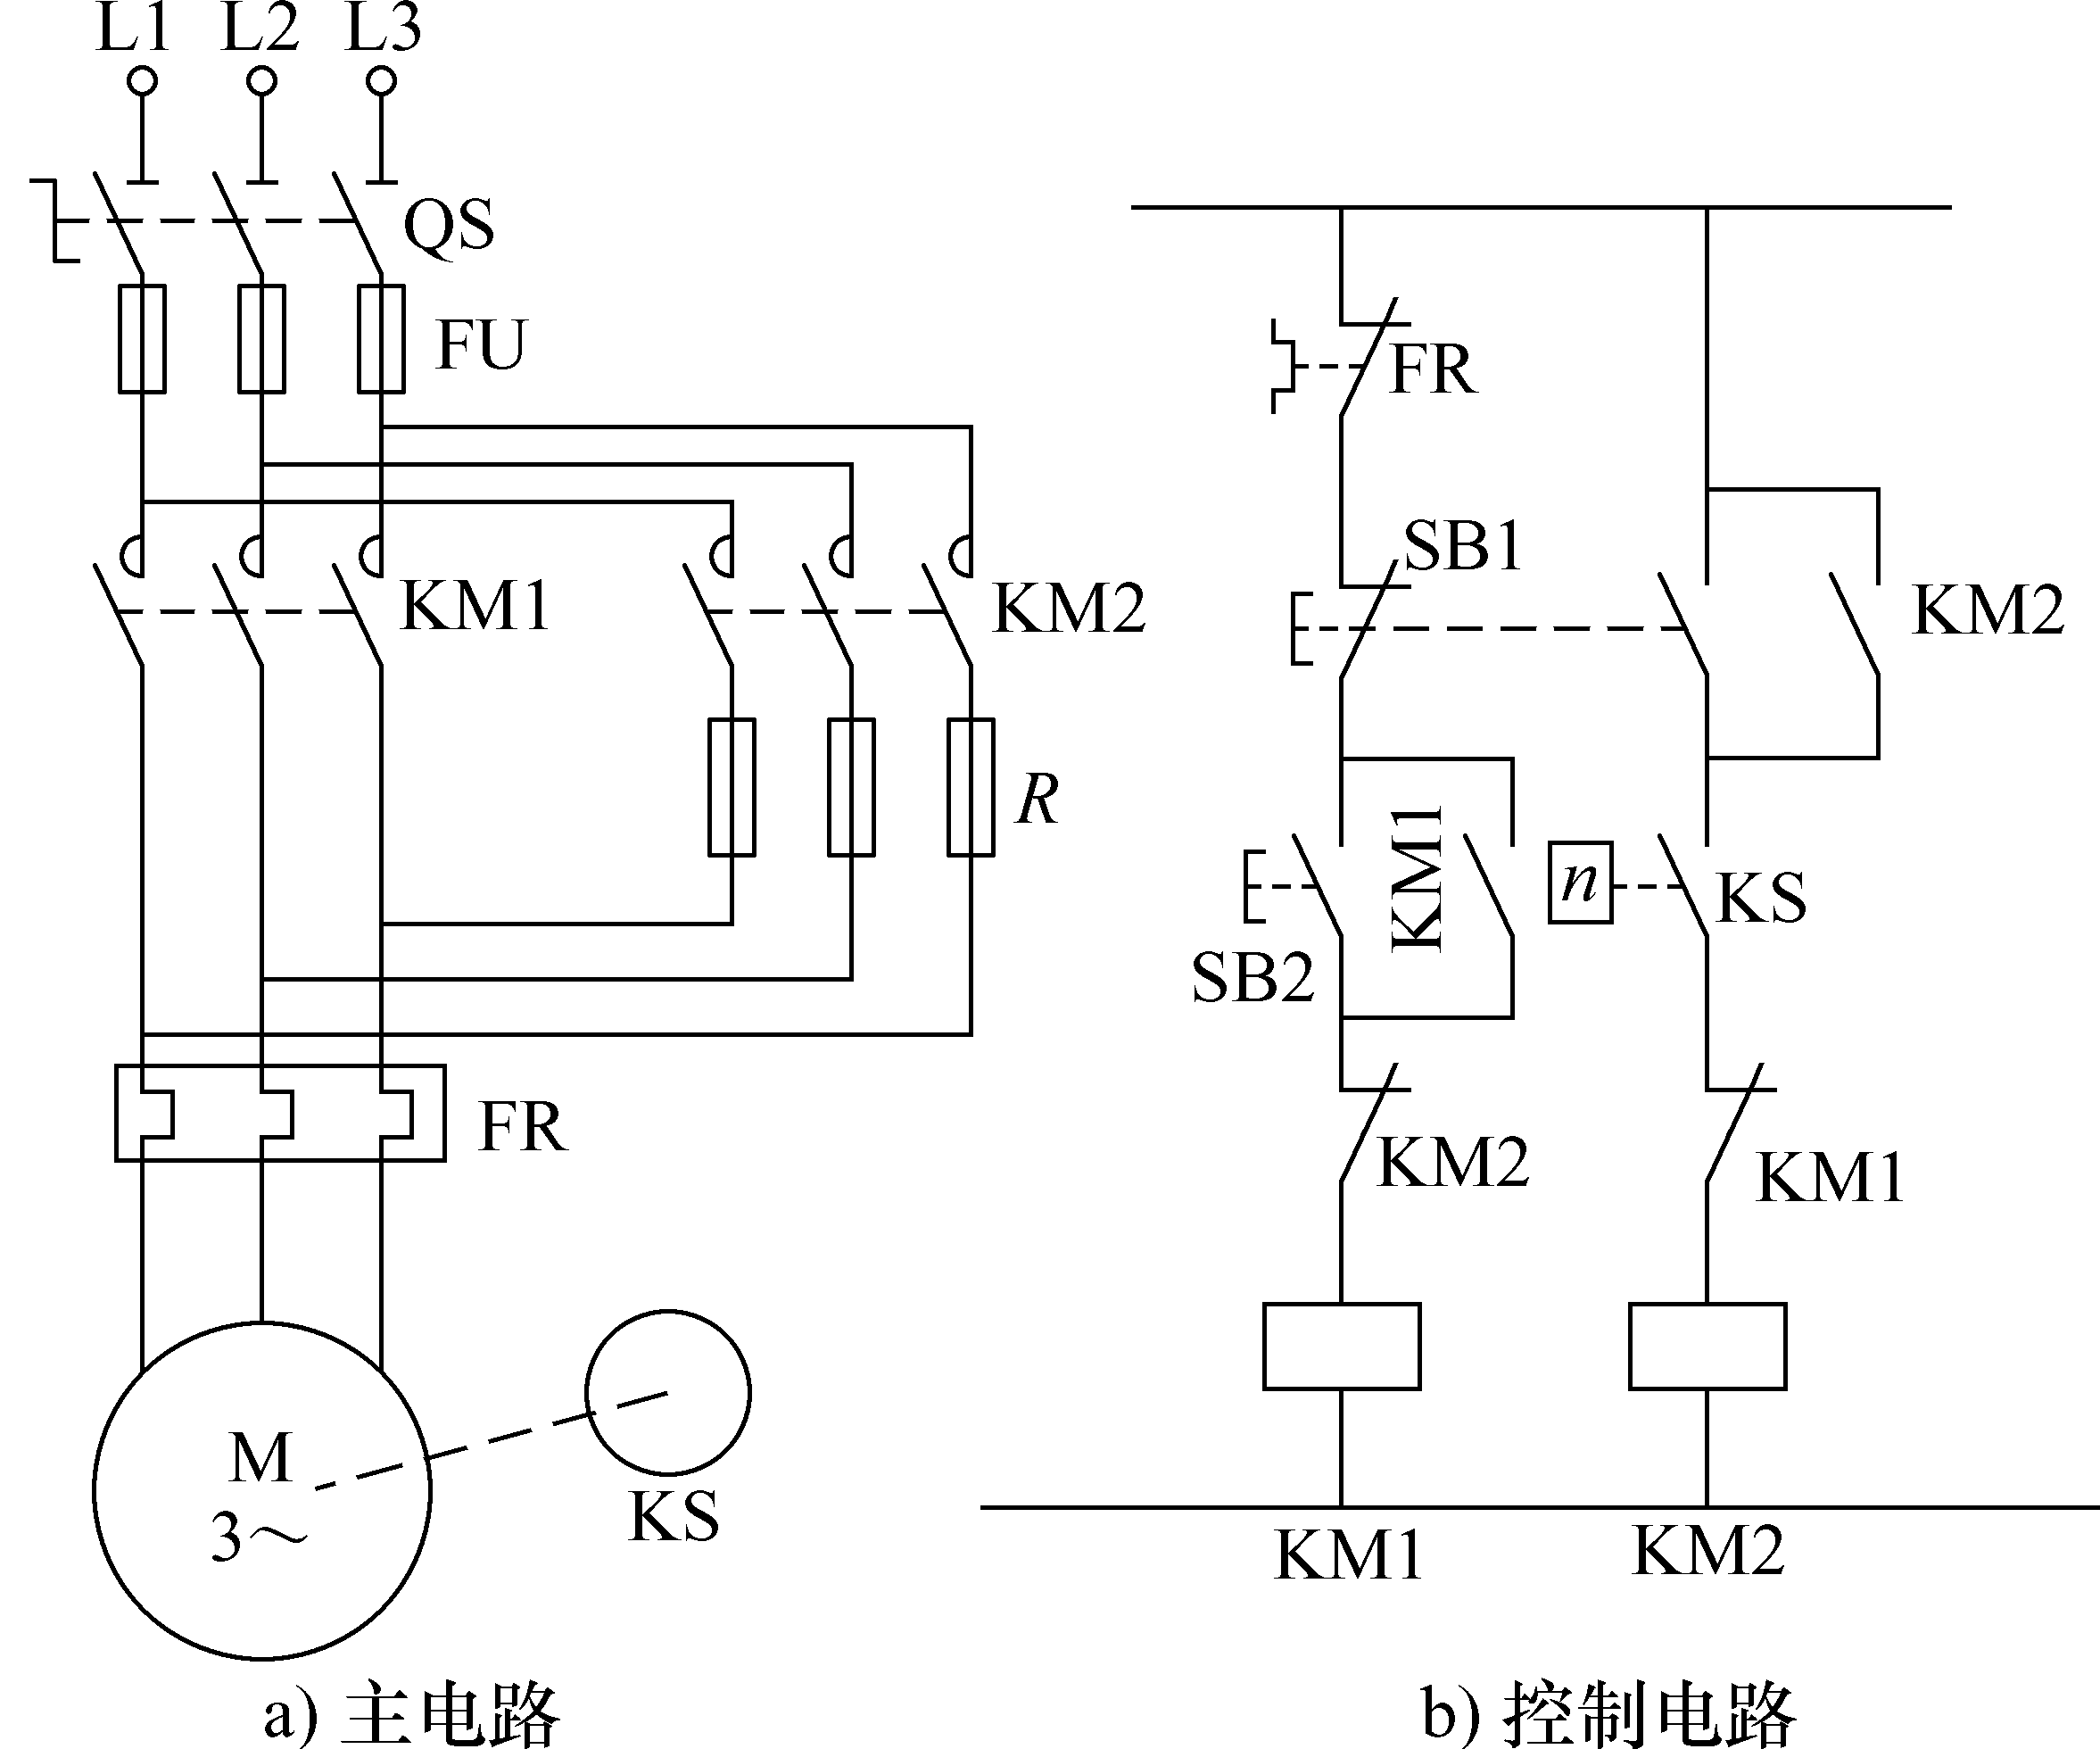 L1 L2 L3
QS
FU
KM1
KM2
R
FR
M
3～
KS
a) 主电路
FR
SB1
KM2
KM1
n
KS
SB2
KM2
KM1
KM1
KM2
b) 控制电路